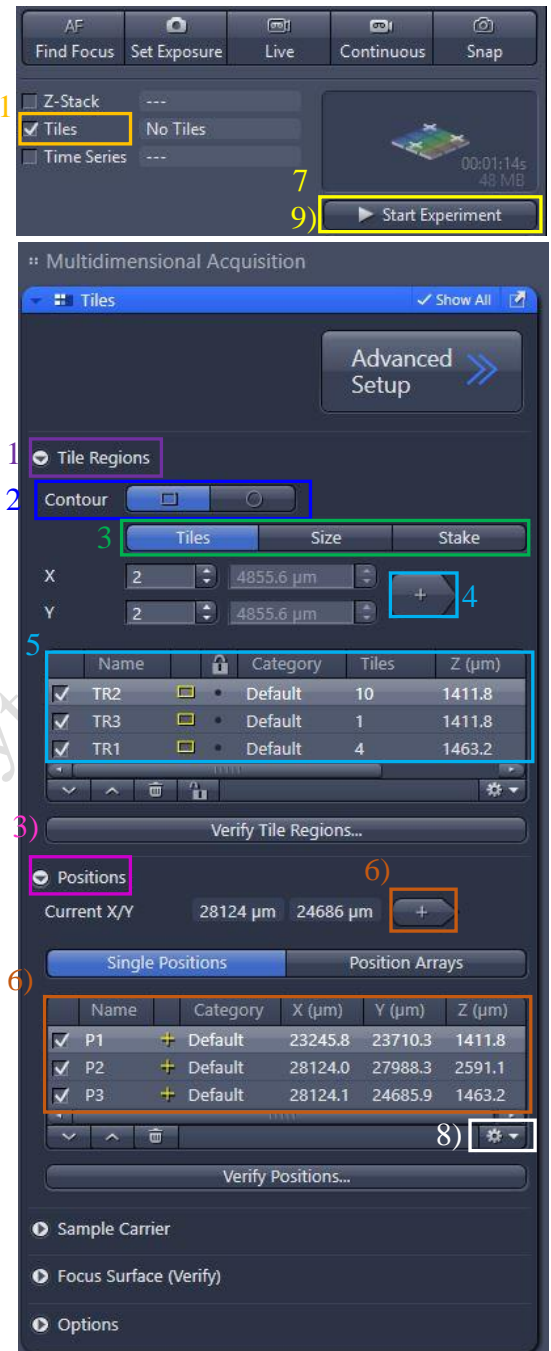 AF
Find Focus Set Exposure Live Continuous Snap
1 Z-Stack ---
Tiles No Tiles
Time Series ---
00:01:14s
48 MB
7
9) Start Experiment
Multidimensional Acquisition
Tiles Show All
Advanced
Setup
1 Tile Regions
2 Contour
3 Tiles Size Stake
X 2 4855.6 µm
+ 4
Y 2 4855.6 µm
5
Name Category Tiles Z (µm)
TR2 Default 10 1411.8
TR3 Default 1 1411.8
TR1 Default 4 1463.2
3) Verify Tile Regions...
Positions 6)
Current X/Y 28124 µm 24686 µm +
Single Positions Position Arrays
6)
Name Category X (µm) Y (µm) Z (µm)
P1 Default 23245.8 23710.3 1411.8
P2 Default 28124.0 27988.3 2591.1
P3 Default 28124.1 24685.9 1463.2
8)
Verify Positions...
Sample Carrier
Focus Surface (Verify)
Options